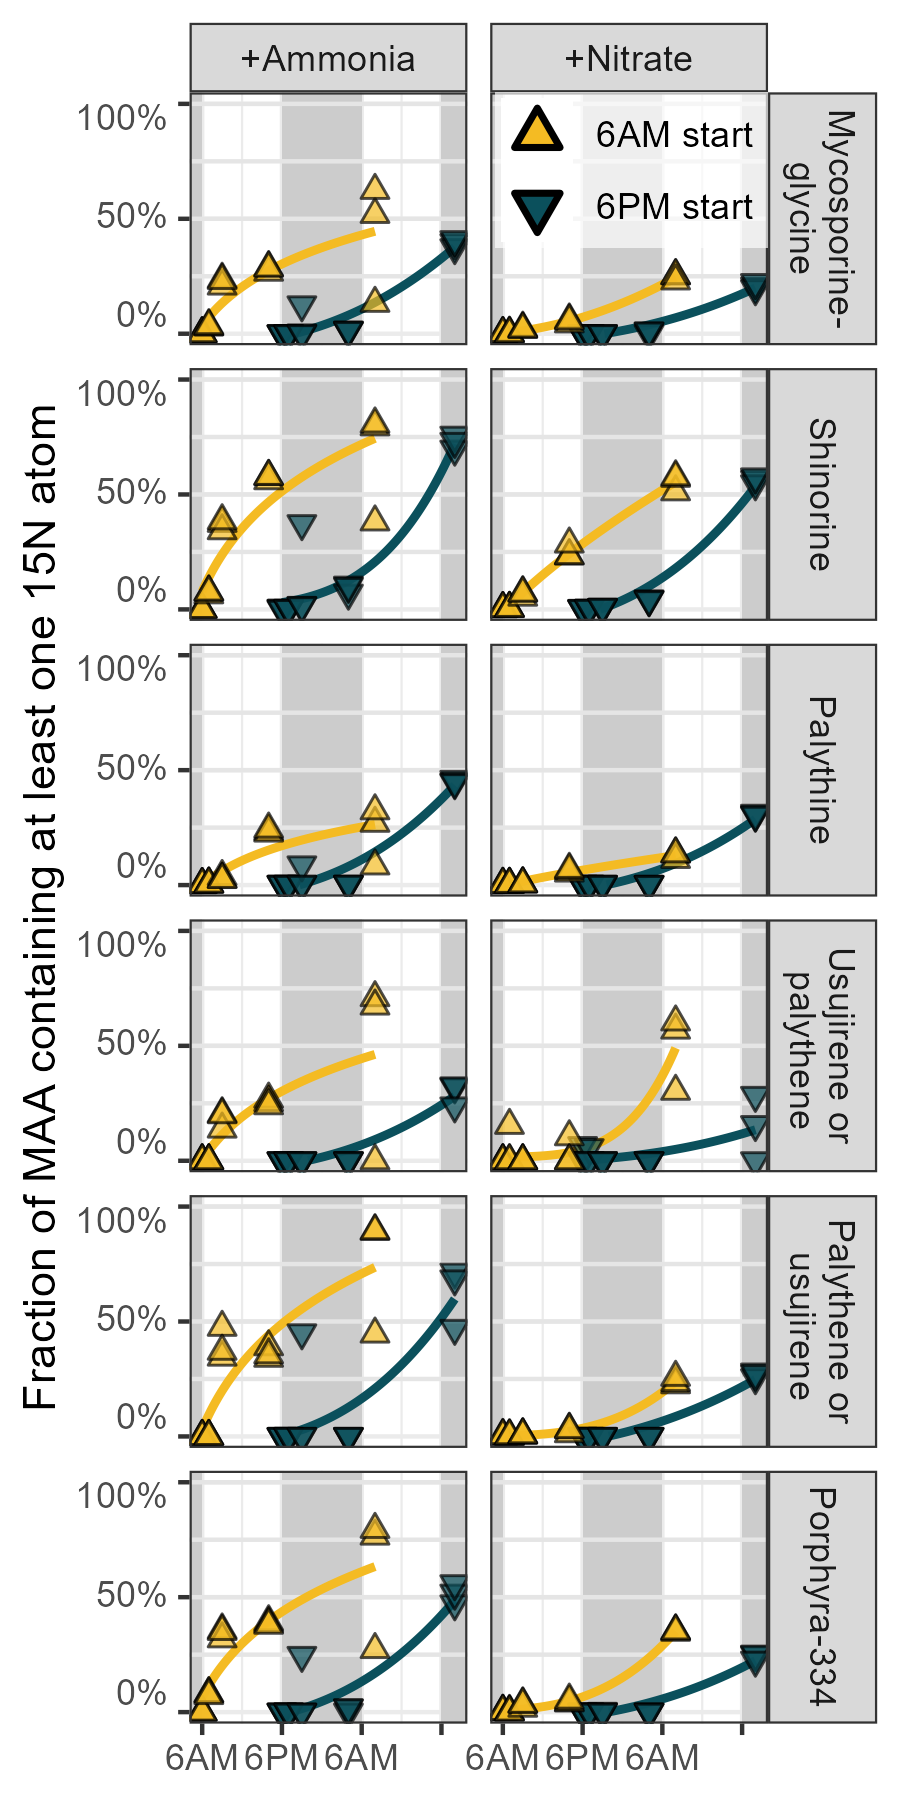 +Ammonia
+Nitrate
6AM start
6PM start
Fraction of MAA containing at least one 15N atom
100%
50%
0%
Mycosporine-
glycine
100%
50%
0%
Shinorine
100%
50%
0%
Palythine
100%
50%
0%
Usujirene or
palythene
100%
50%
0%
Palythene or
usujirene
100%
50%
0%
Porphyra-334
6AM 6PM 6AM
6AM 6PM 6AM